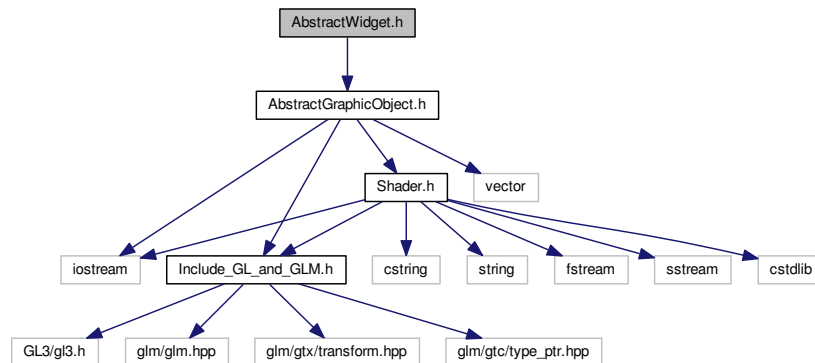 AbstractWidget.h
AbstractGraphicObject.h
Shader.h
vector
iostream
Include_GL_and_GLM.h
cstring
string
fstream
sstream
cstdlib
GL3/gl3.h
glm/glm.hpp
glm/gtx/transform.hpp
glm/gtc/type_ptr.hpp